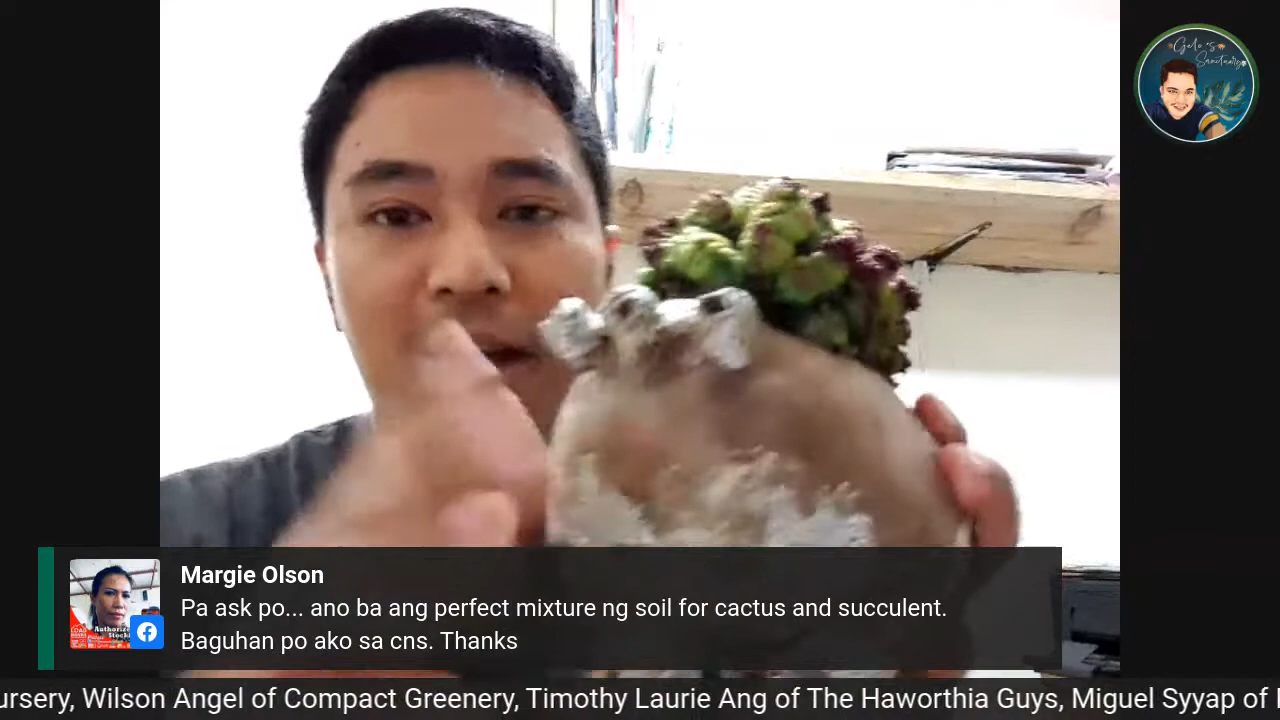 Gelo's
Sanctuary
Margie Olson
Pa ask po... ano ba ang perfect mixture ng soil for cactus and succulent.
Baguhan po ako sa cns. Thanks
ursery, Wilson Angel of Compact Greenery, Timothy Laurie Ang of The Haworthia Guys, Miguel Syyap of